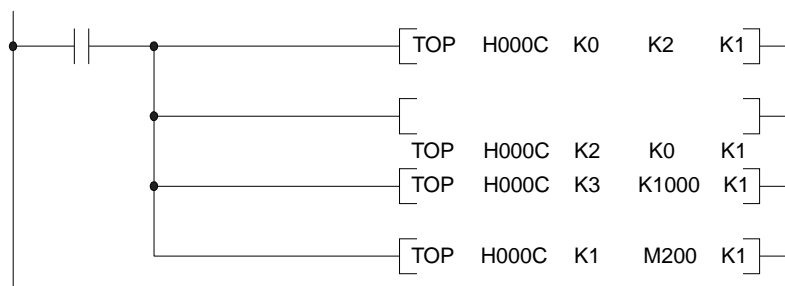 TOP H000C K0 K2 K1
TOP H000C K2 K0 K1
TOP H000C K3 K1000 K1
TOP H000C K1 M200 K1